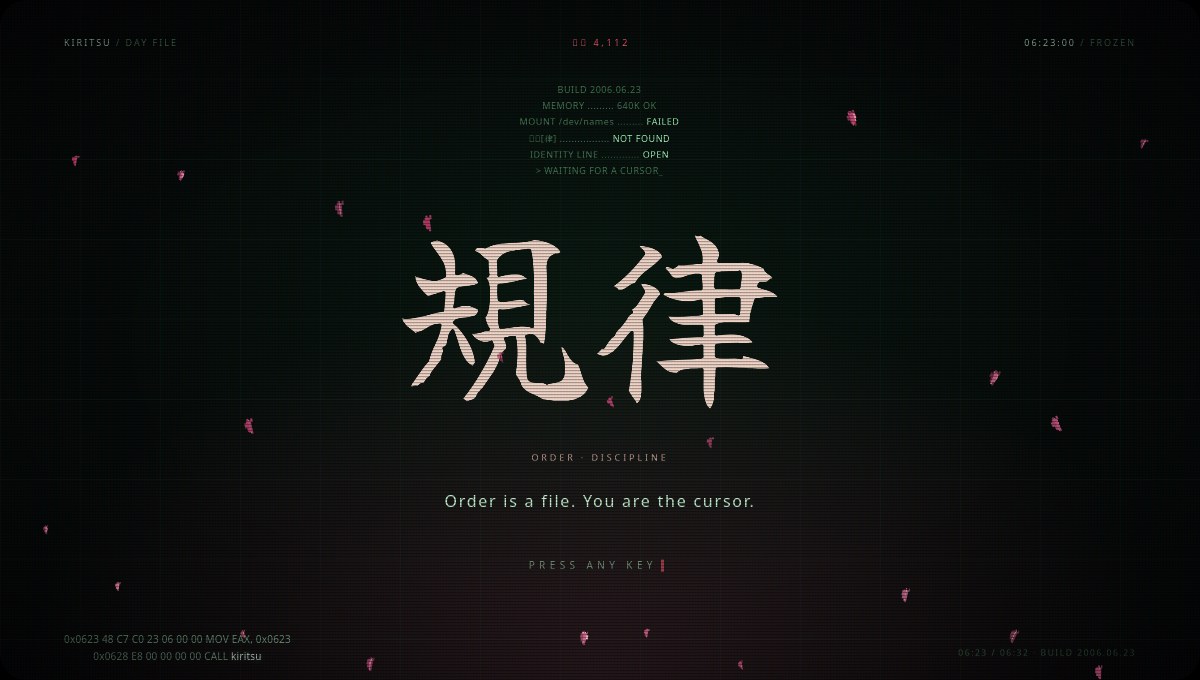 KIRITSU / DAY FILE
4,112
06:23:00 / FROZEN
BUILD 2006.06.23
MEMORY ......... 640K OK
MOUNT /dev/names ......... FAILED
[律] ................. NOT FOUND
IDENTITY LINE ............. OPEN
> WAITING FOR A CURSOR_
規律
ORDER · DISCIPLINE
Order is a file. You are the cursor.
PRESS ANY KEY
0x0623 48 C7 C0 23 06 00 00 MOV EAX, 0x0623
0x0628 E8 00 00 00 00 CALL kiritsu
06:23 / 06:32 · BUILD 2006.06.23